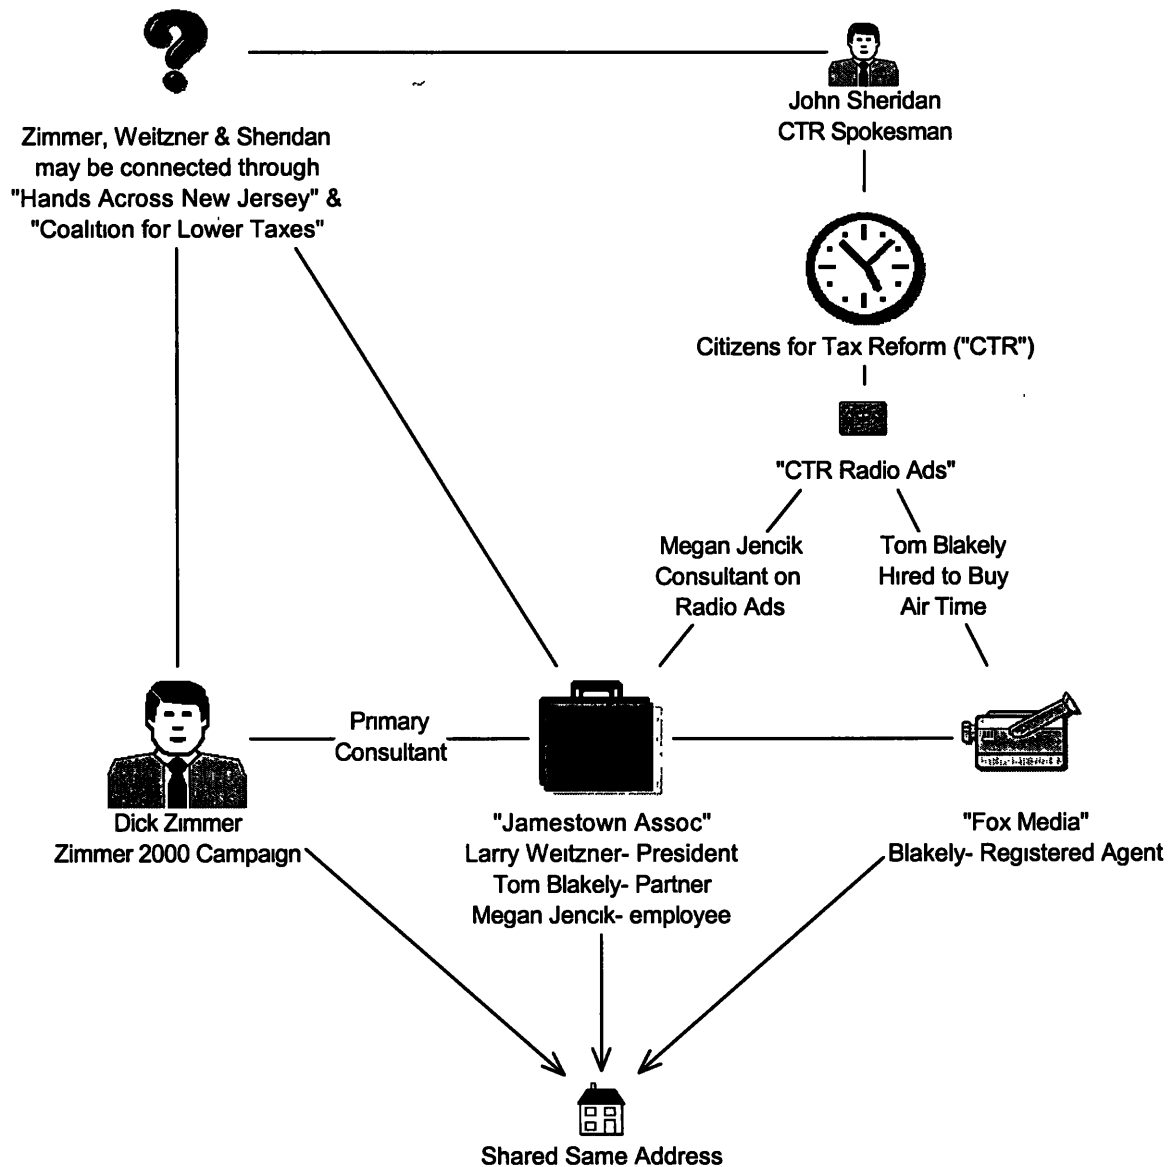 John Sheridan
CTR Spokesman
Zimmer, Weitzner & Sheridan
may be connected through
"Hands Across New Jersey" &
"Coalition for Lower Taxes"
Citizens for Tax Reform ("CTR")
"CTR Radio Ads"
Megan Jencik
Consultant on
Radio Ads
Tom Blakely
Hired to Buy
Air Time
Primary
Consultant
Dick Zimmer
Zimmer 2000 Campaign
"Jamestown Assoc"
Larry Weitzner- President
Tom Blakely- Partner
Megan Jencik- employee
"Fox Media"
Blakely- Registered Agent
Shared Same Address